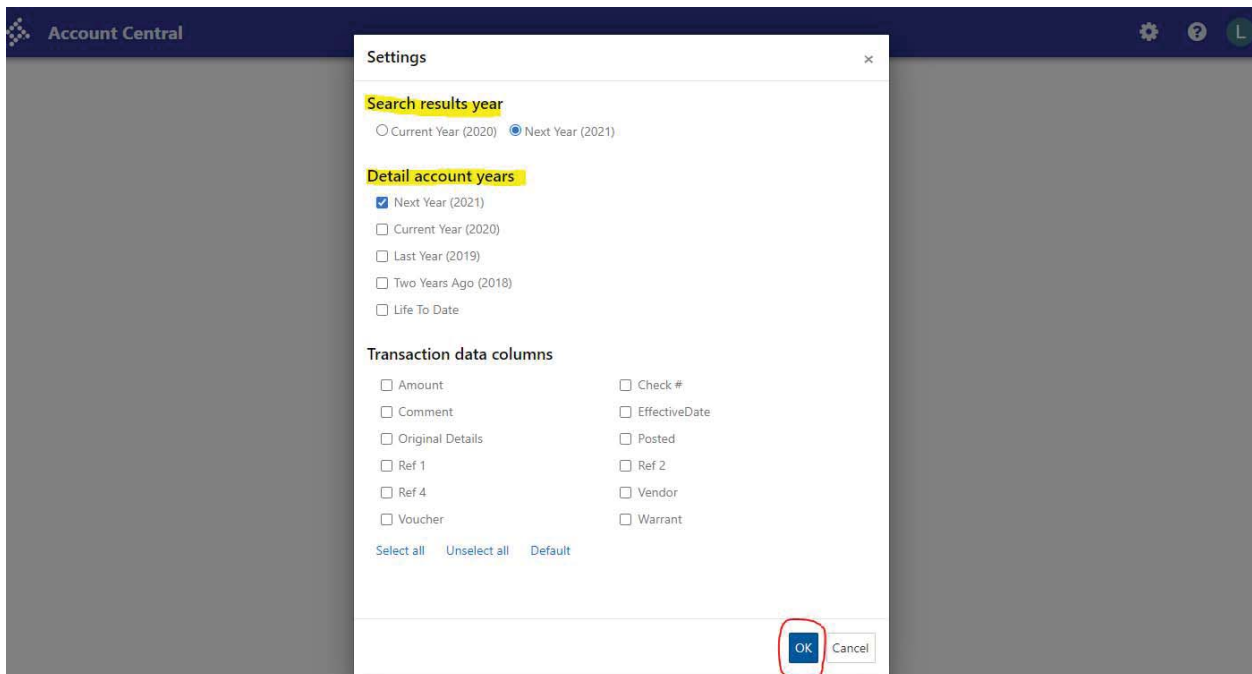 Account Central
L
Settings
×
Search results year
Current Year (2020) Next Year (2021)
Detail account years
Next Year (2021)
Current Year (2020)
Last Year (2019)
Two Years Ago (2018)
Life To Date
Transaction data columns
Amount Check #
Comment EffectiveDate
Original Details Posted
Ref 1 Ref 2
Ref 4 Vendor
Voucher Warrant
Select all Unselect all Default
OK Cancel